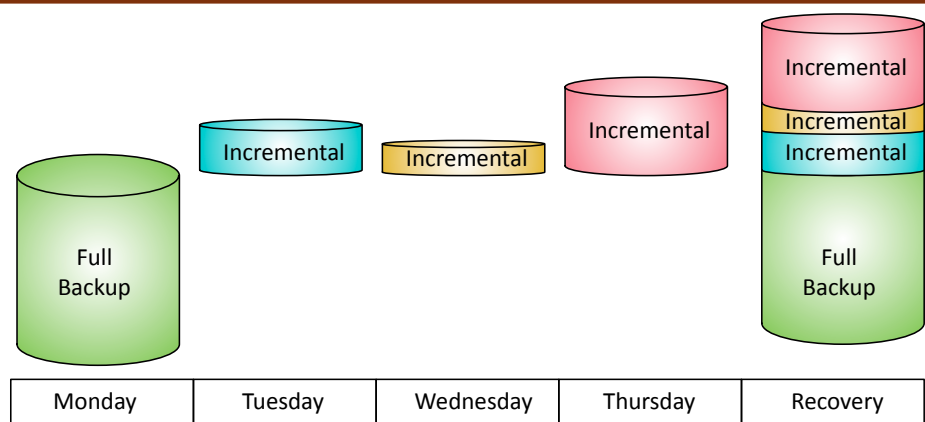 Incremental
Incremental
Incremental
Incremental
Incremental
Incremental
Full
Backup
Full
Backup
Monday
Tuesday
Wednesday
Thursday
Recovery